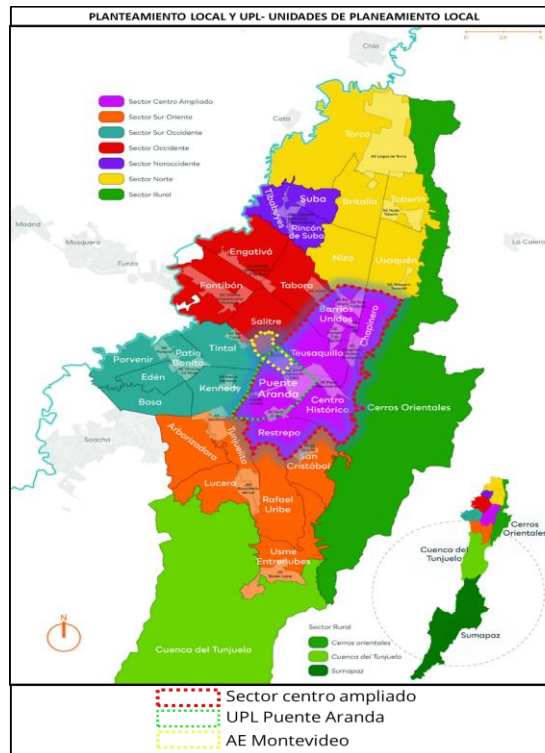 PLANTEAMIENTO LOCAL Y UPL- UNIDADES DE PLANEAMIENTO LOCAL
Chía
Sector Centro Ampliado
Sector Sur Oriente
Sector Sur Occidente
Sector Occidente
Sector Noroccidente
Sector Norte
Sector Rural
Cota
Torca
AE Lagos de Torca
Tibabuyes
Suba
Rincón
de Suba
Britalia
Toberín
Madrid
Mosquera
Funza
La Calera
Engativá
Niza
Usaquén
Fontibón
Tabora
Salitre
Barrios
Unidos
Chapinero
Teusaquillo
Porvenir
Patio
Bonito
Tintal
Edén
Kennedy
Bosa
Puente
Aranda
Centro
Histórico
Cerros Orientales
Restrepo
Soacha
Arborizadora
Tunjuelito
San
Cristóbal
Lucero
Rafael
Uribe
Usme
Entrenubes
Cuenca del Tunjuelo
N
Cerros
Orientales
Cuenca del
Tunjuelo
Sumapaz
Sector Rural
Cerros orientales
Cuenca del Tunjuelo
Sumapaz
Sector centro ampliado
UPL Puente Aranda
AE Montevideo